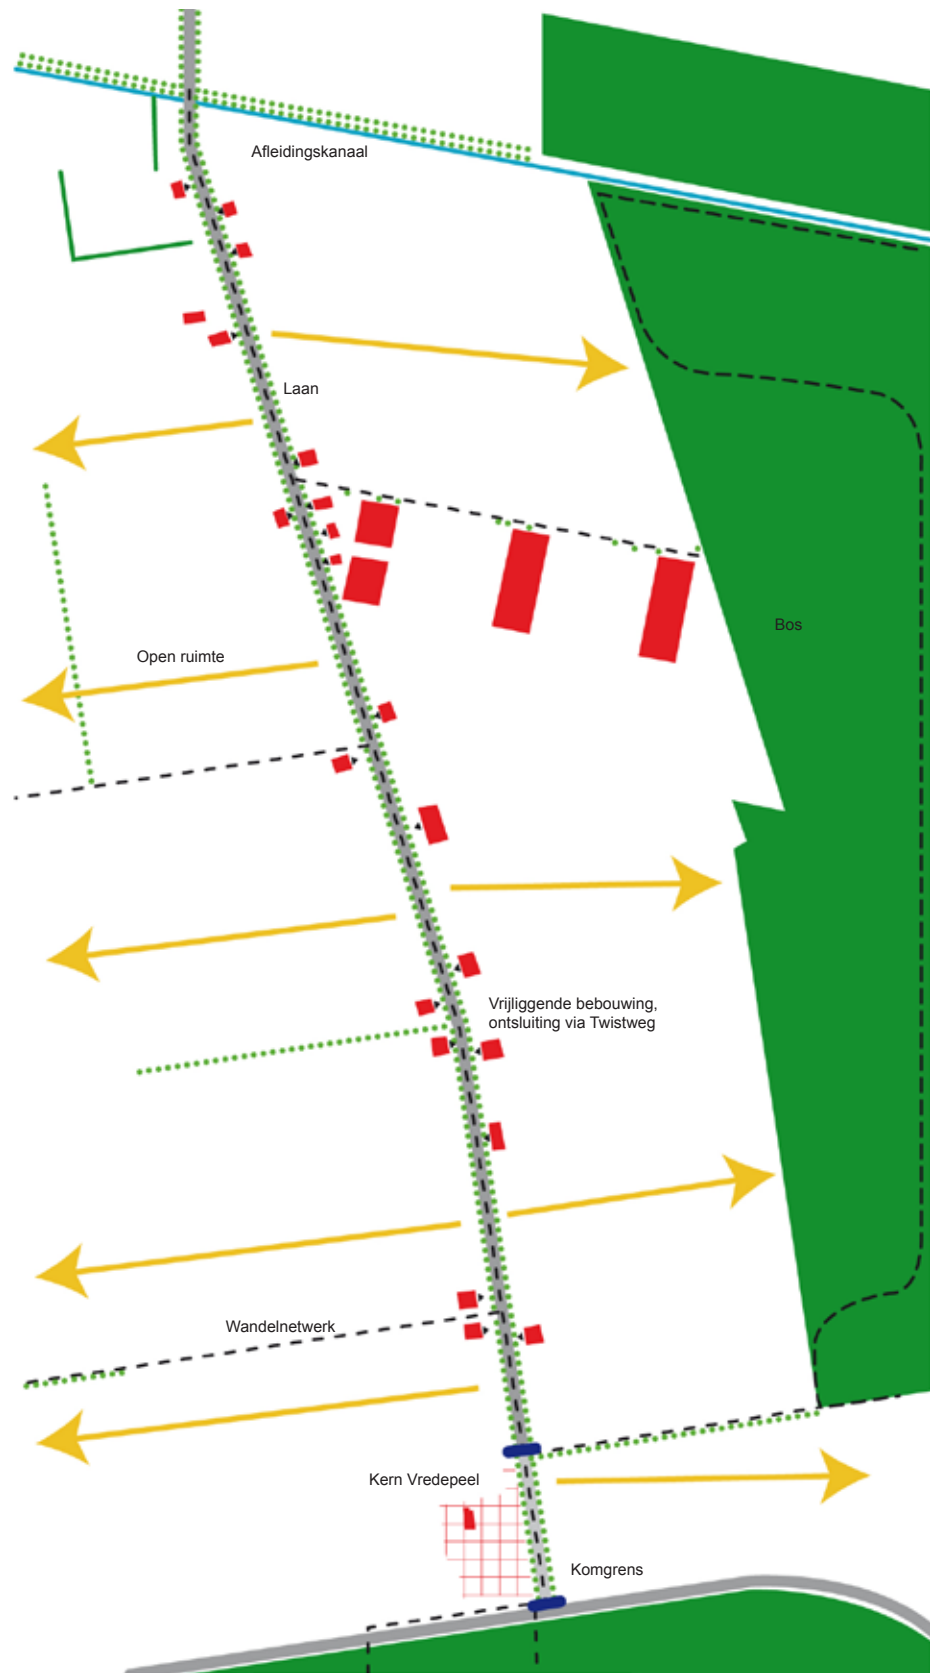 Afleidingskanaal
Laan
Bos
Open ruimte
Vrijliggende bebouwing,
ontsluiting via Twistweg
Wandelnetwerk
Kern Vredepeel
Komgrens